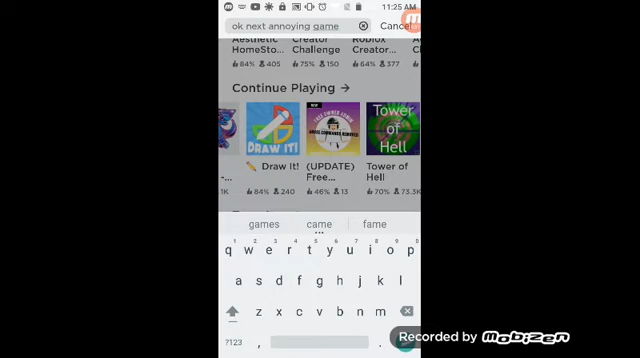 11:25 AM
ok next annoying game
Cancel
Aesthetic
HomeSto...
84% 405
Creator
Challenge
75% 150
Roblox
Creator...
64% 377
Continue Playing
DRAW IT!
NEW
Tower
of
Hell
-...
1K
Draw It!
84% 240
(UPDATE)
Free...
46% 13
Tower of
Hell
70% 73.3K
games came fame
1 2 3 4 5 6 7 8 9 0
q w e r t y u i o p
a s d f g h j k l
z x c v b n m
?123 , .
Recorded by MOBIZEN